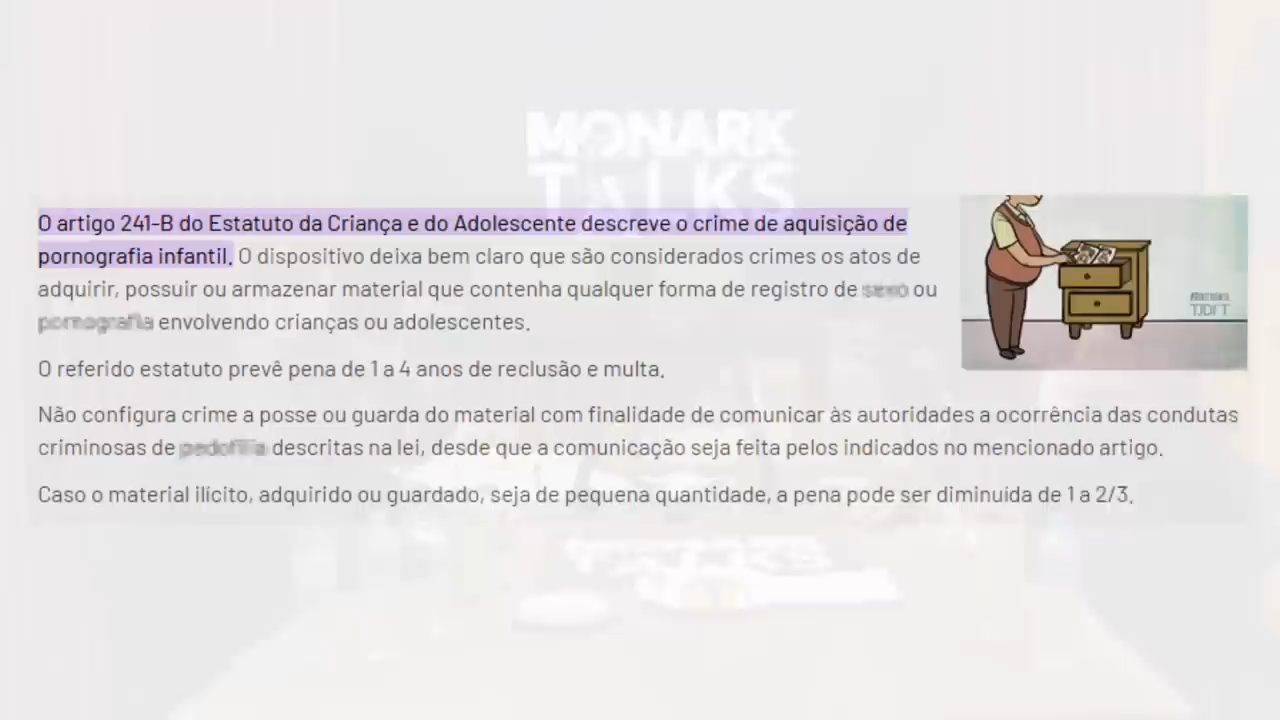 MONARK
TALKS
O artigo 241-B do Estatuto da Criança e do Adolescente descreve o crime de aquisição de
pornografia infantil. O dispositivo deixa bem claro que são considerados crimes os atos de
adquirir, possuir ou armazenar material que contenha qualquer forma de registro de sexo ou
pornografia envolvendo crianças ou adolescentes.
TJDFT
O referido estatuto prevê pena de 1 a 4 anos de reclusão e multa.
Não configura crime a posse ou guarda do material com finalidade de comunicar às autoridades a ocorrência das condutas
criminosas de pedofilia descritas na lei, desde que a comunicação seja feita pelos indicados no mencionado artigo.
Caso o material ilícito, adquirido ou guardado, seja de pequena quantidade, a pena pode ser diminuída de 1 a 2/3.